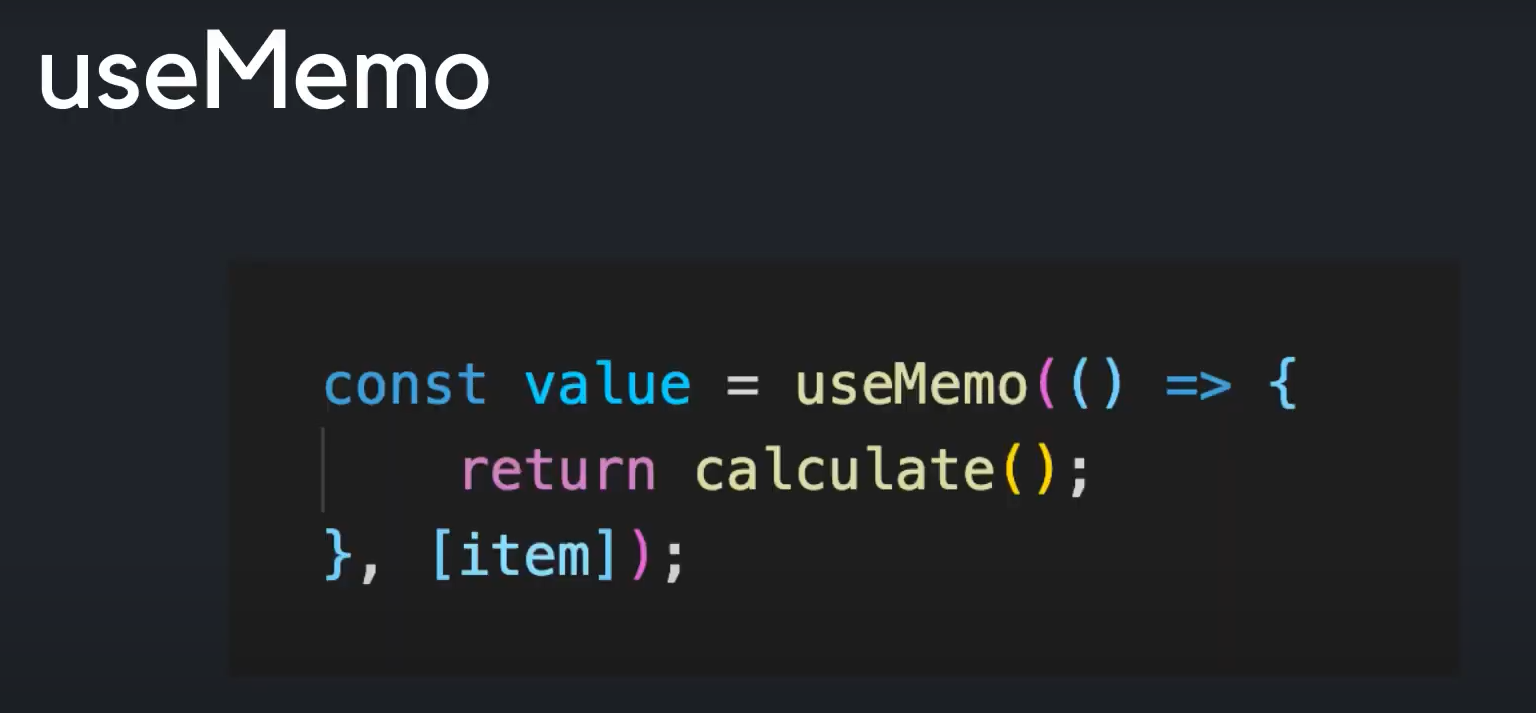 useMemo
const value = useMemo(() => {
return calculate();
}, [item]);